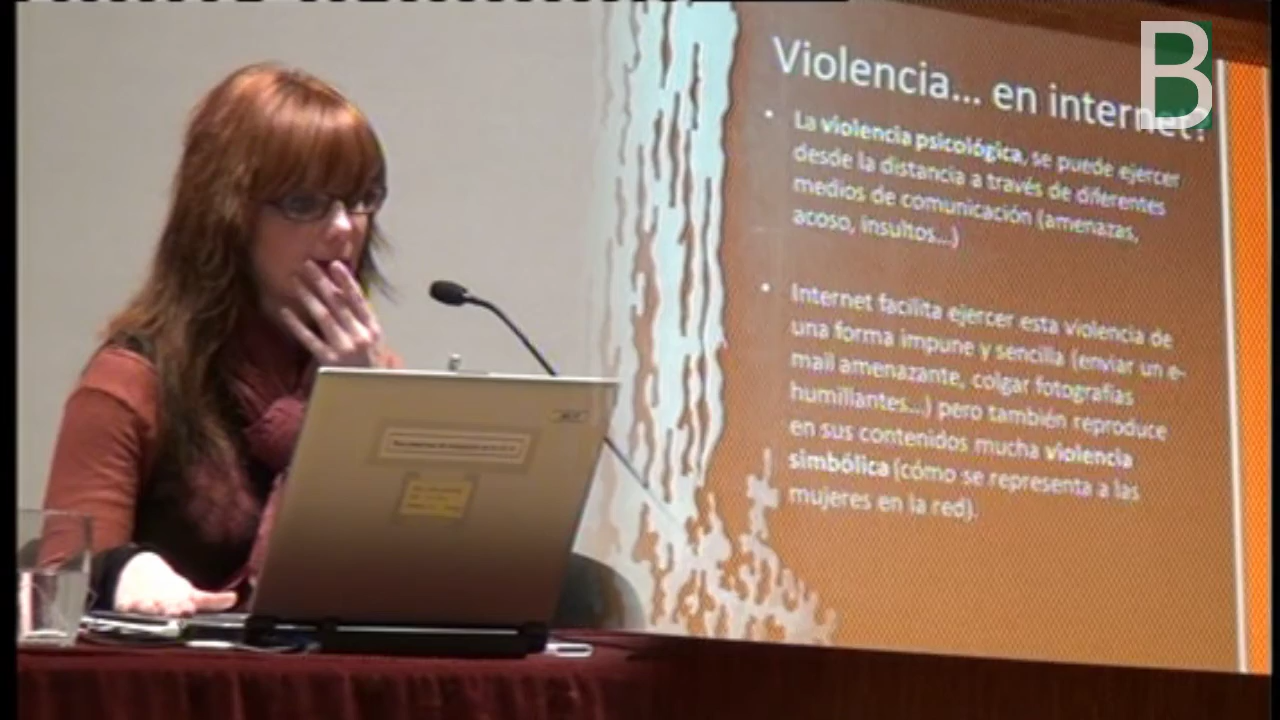 B
Violencia... en internet?
• La violencia psicológica, se puede ejercer
desde la distancia a través de diferentes
medios de comunicación (amenazas,
acoso, insultos...)
• Internet facilita ejercer esta violencia de
una forma impune y sencilla (enviar un e-
mail amenazante, colgar fotografías
humillantes...) pero también reproduce
en sus contenidos mucha violencia
simbólica (cómo se representa a las
mujeres en la red).